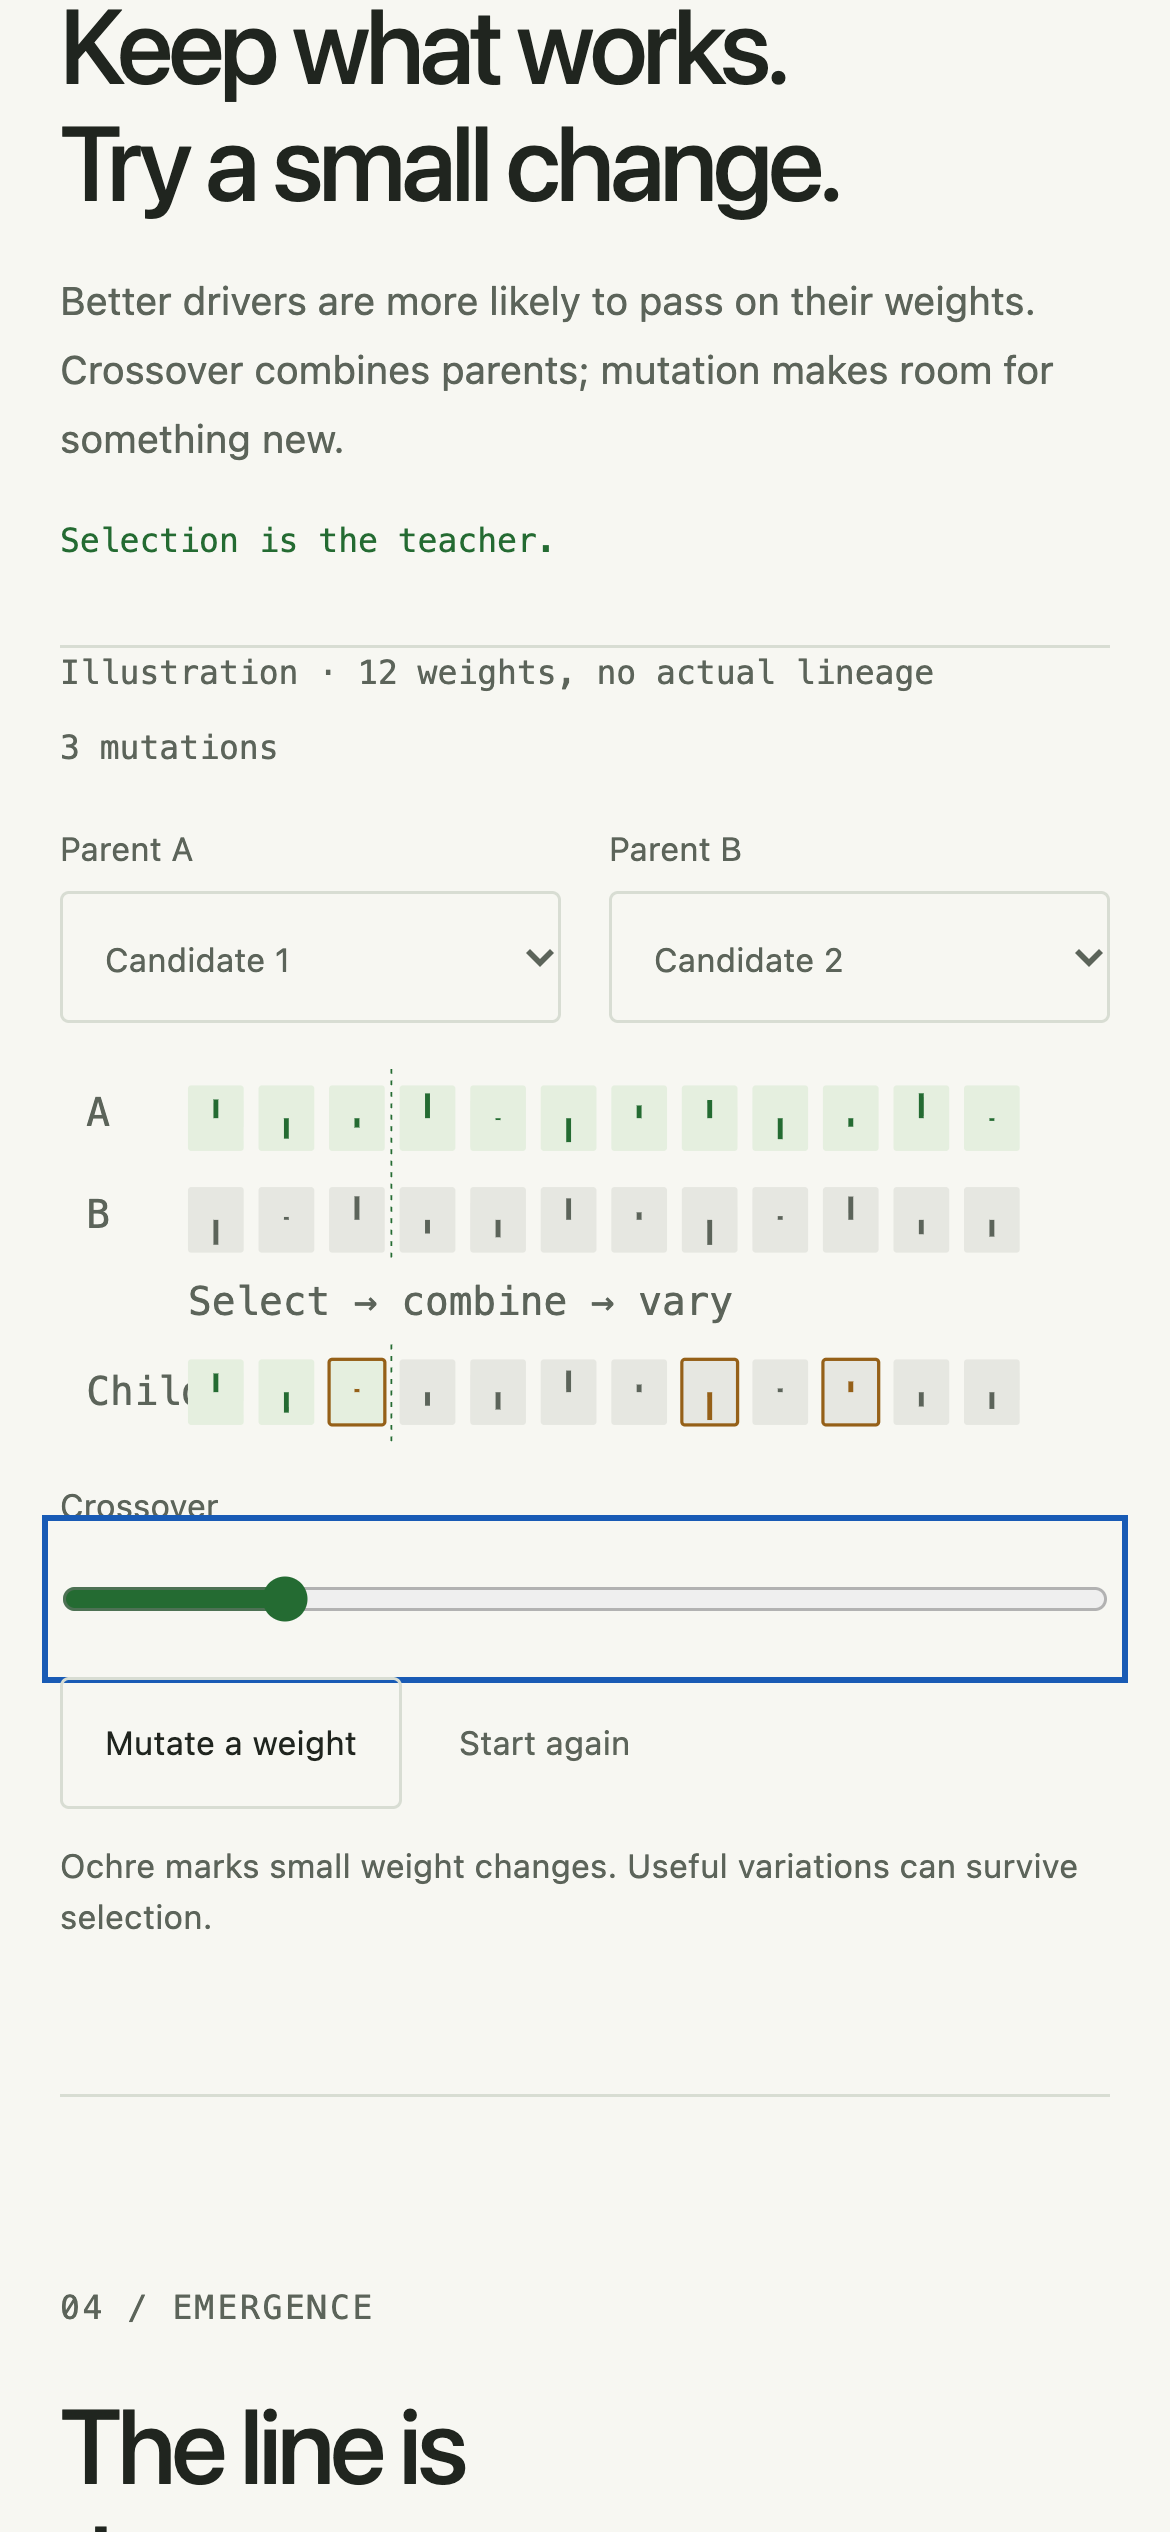 Keep what works.
Try a small change.
Better drivers are more likely to pass on their weights.
Crossover combines parents; mutation makes room for
something new.
Selection is the teacher.
Illustration · 12 weights, no actual lineage
3 mutations
Parent A
Parent B
Candidate 1
Candidate 2
A
B
Select → combine → vary
Chil
Crossover
Mutate a weight
Start again
Ochre marks small weight changes. Useful variations can survive
selection.
04 / EMERGENCE
The line is